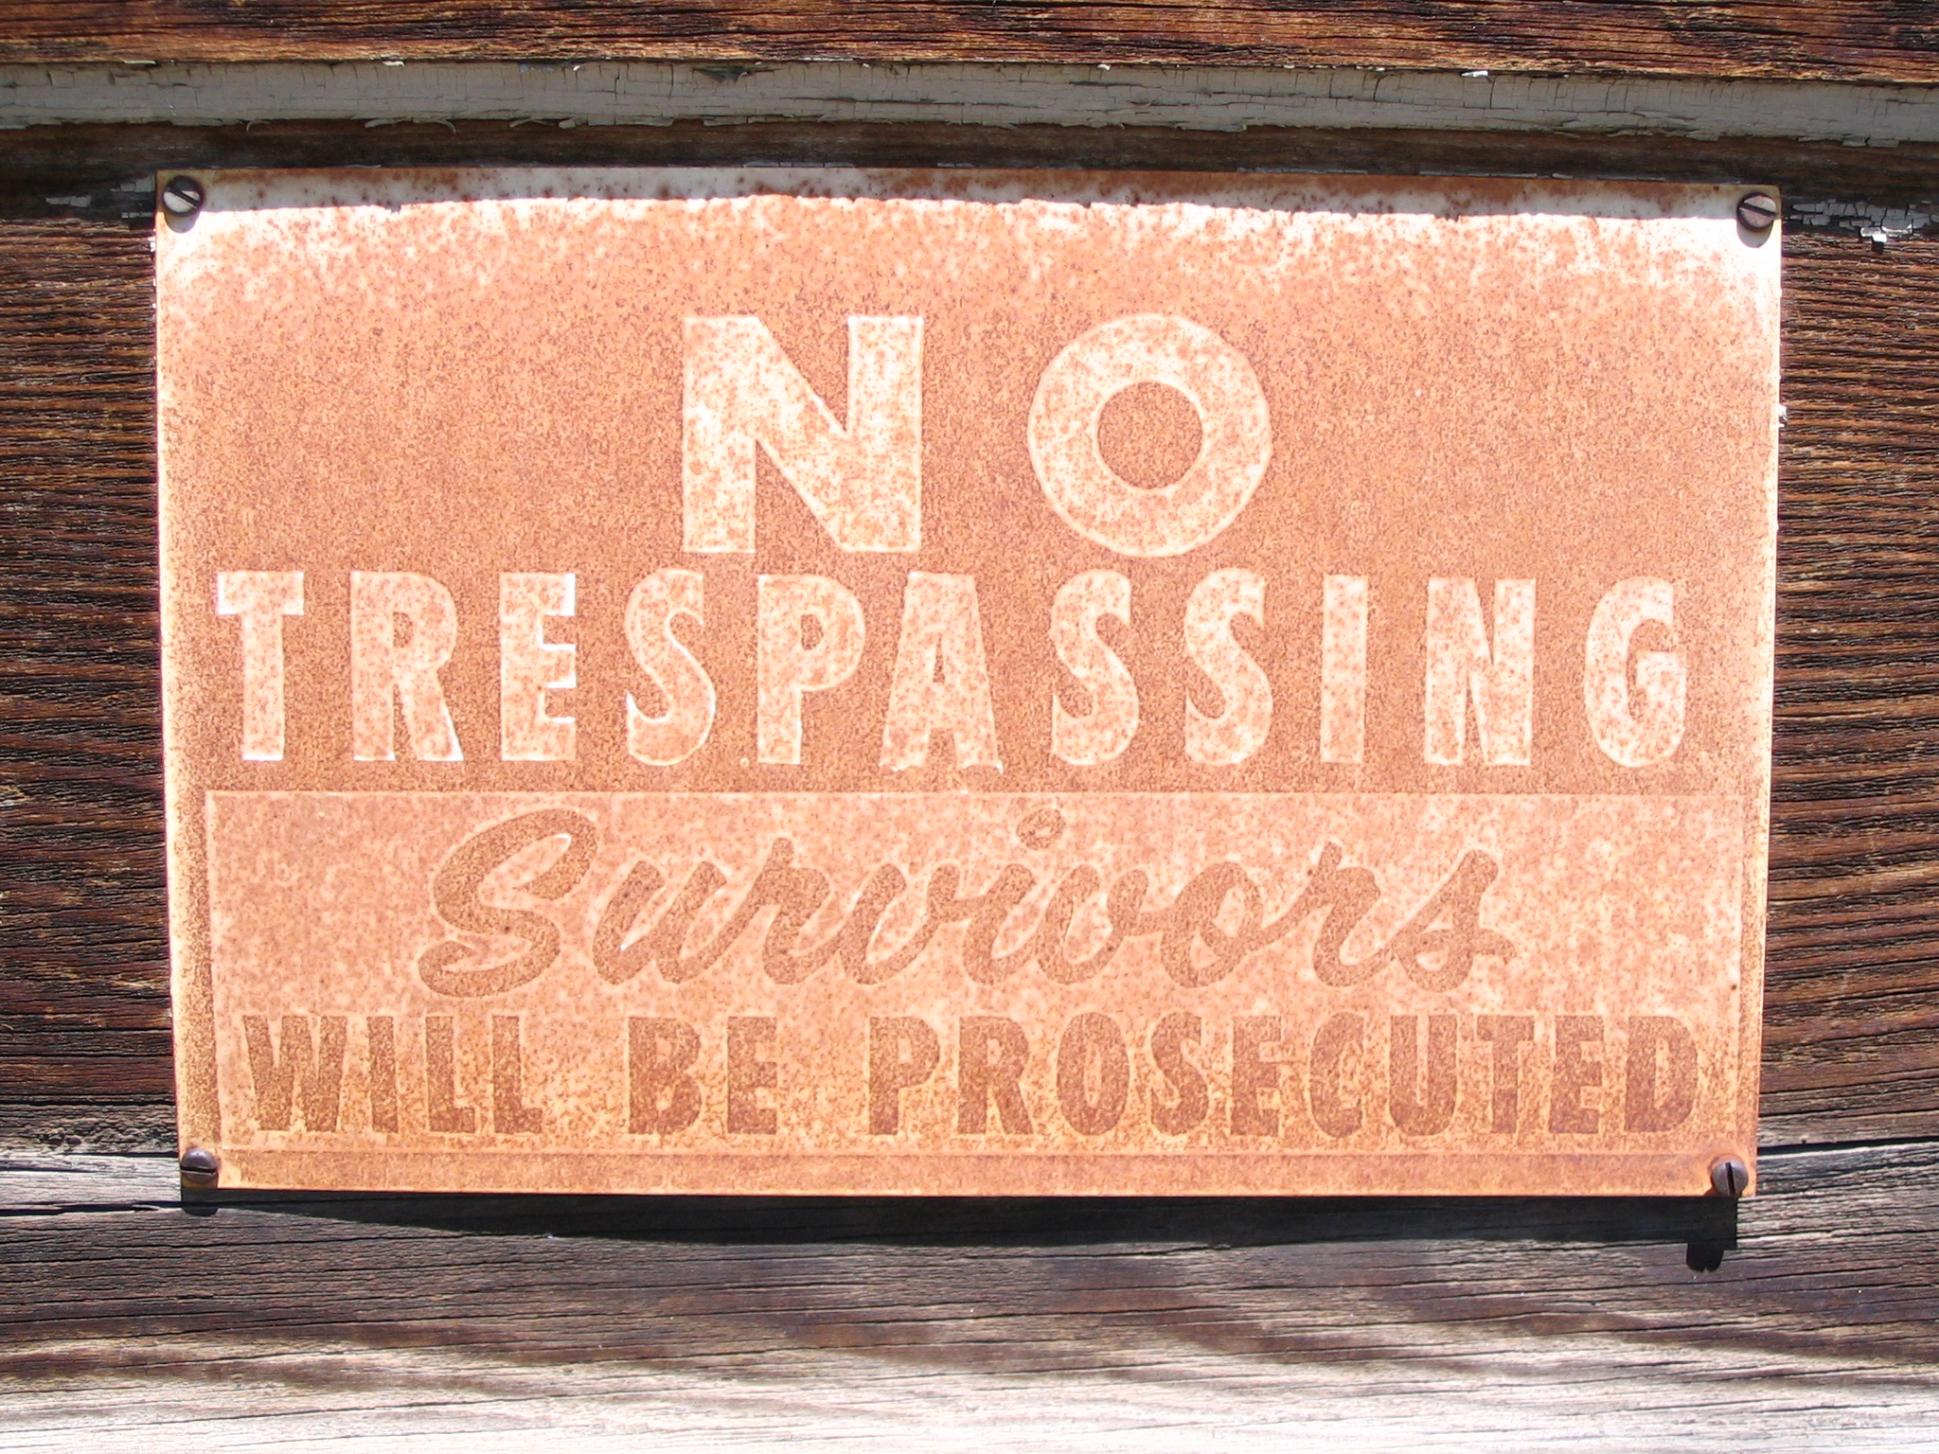 NO
TRESPASSING
Survivors
WILL BE PROSECUTED